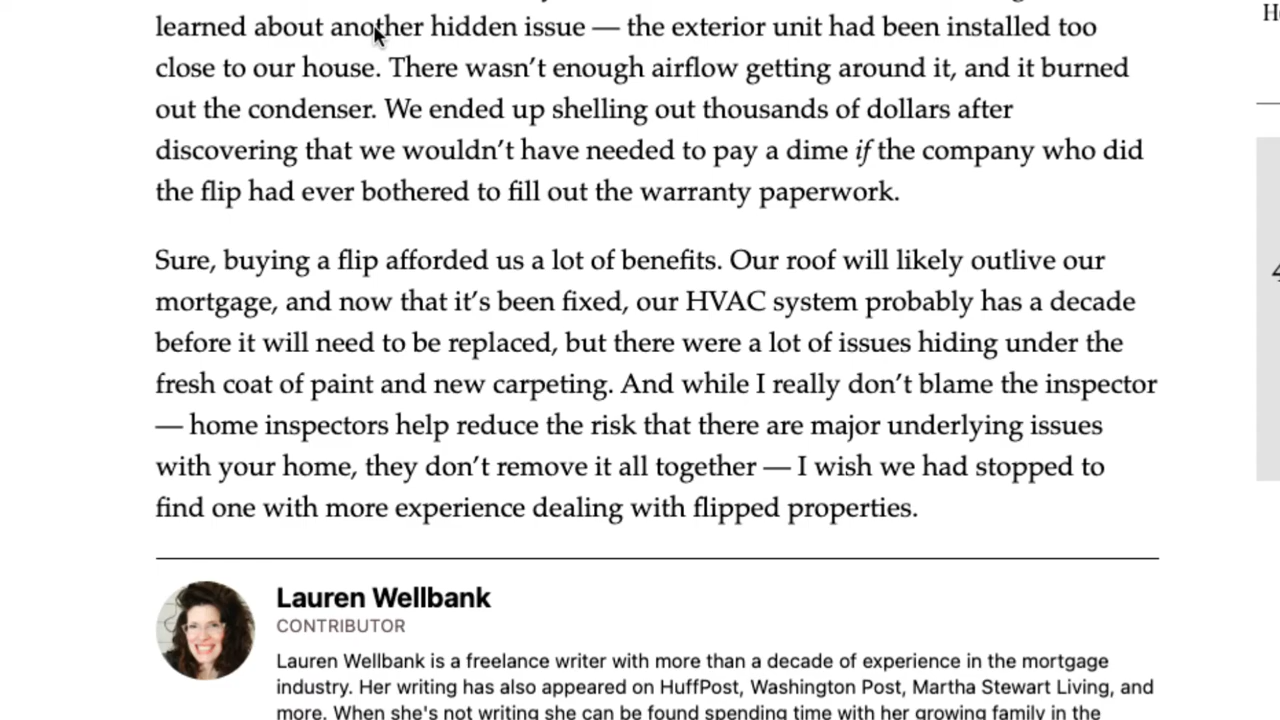 learned about another hidden issue — the exterior unit had been installed too
close to our house. There wasn’t enough airflow getting around it, and it burned
out the condenser. We ended up shelling out thousands of dollars after
discovering that we wouldn’t have needed to pay a dime if the company who did
the flip had ever bothered to fill out the warranty paperwork.
Sure, buying a flip afforded us a lot of benefits. Our roof will likely outlive our
mortgage, and now that it’s been fixed, our HVAC system probably has a decade
before it will need to be replaced, but there were a lot of issues hiding under the
fresh coat of paint and new carpeting. And while I really don’t blame the inspector
— home inspectors help reduce the risk that there are major underlying issues
with your home, they don’t remove it all together — I wish we had stopped to
find one with more experience dealing with flipped properties.
Lauren Wellbank
CONTRIBUTOR
Lauren Wellbank is a freelance writer with more than a decade of experience in the mortgage
industry. Her writing has also appeared on HuffPost, Washington Post, Martha Stewart Living, and
more. When she's not writing she can be found spending time with her growing family in the